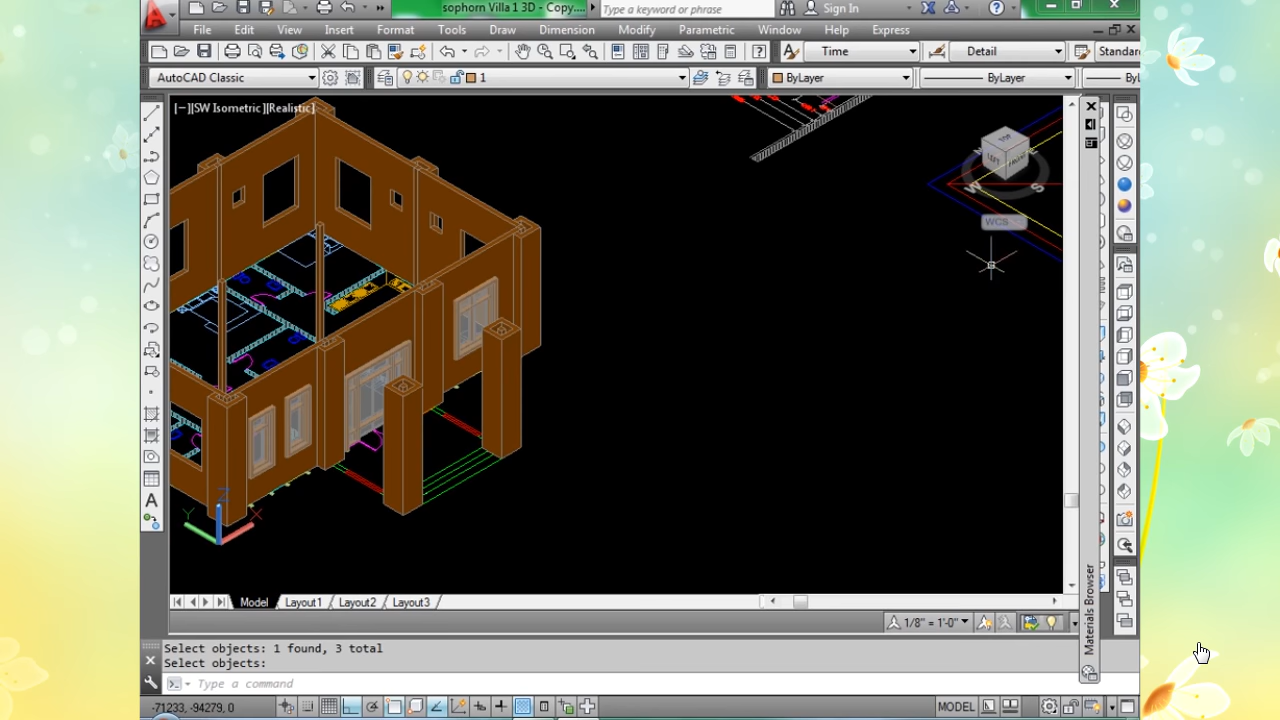 sophorn Villa 1 3D - Copy....
Type a keyword or phrase
Sign In
File Edit View Insert Format Tools Draw Dimension Modify Parametric Window Help Express
Time
Detail
Standar
AutoCAD Classic
1
ByLayer
ByLayer
ByL
[−][SW Isometric][Realistic]
TOP
LEFT
W
S
WCS
Z
Y
X
Materials Browser
Model Layout1 Layout2 Layout3
1/8" = 1'-0"
Select objects: 1 found, 3 total
Select objects:
Type a command
-71233, -94279, 0
MODEL